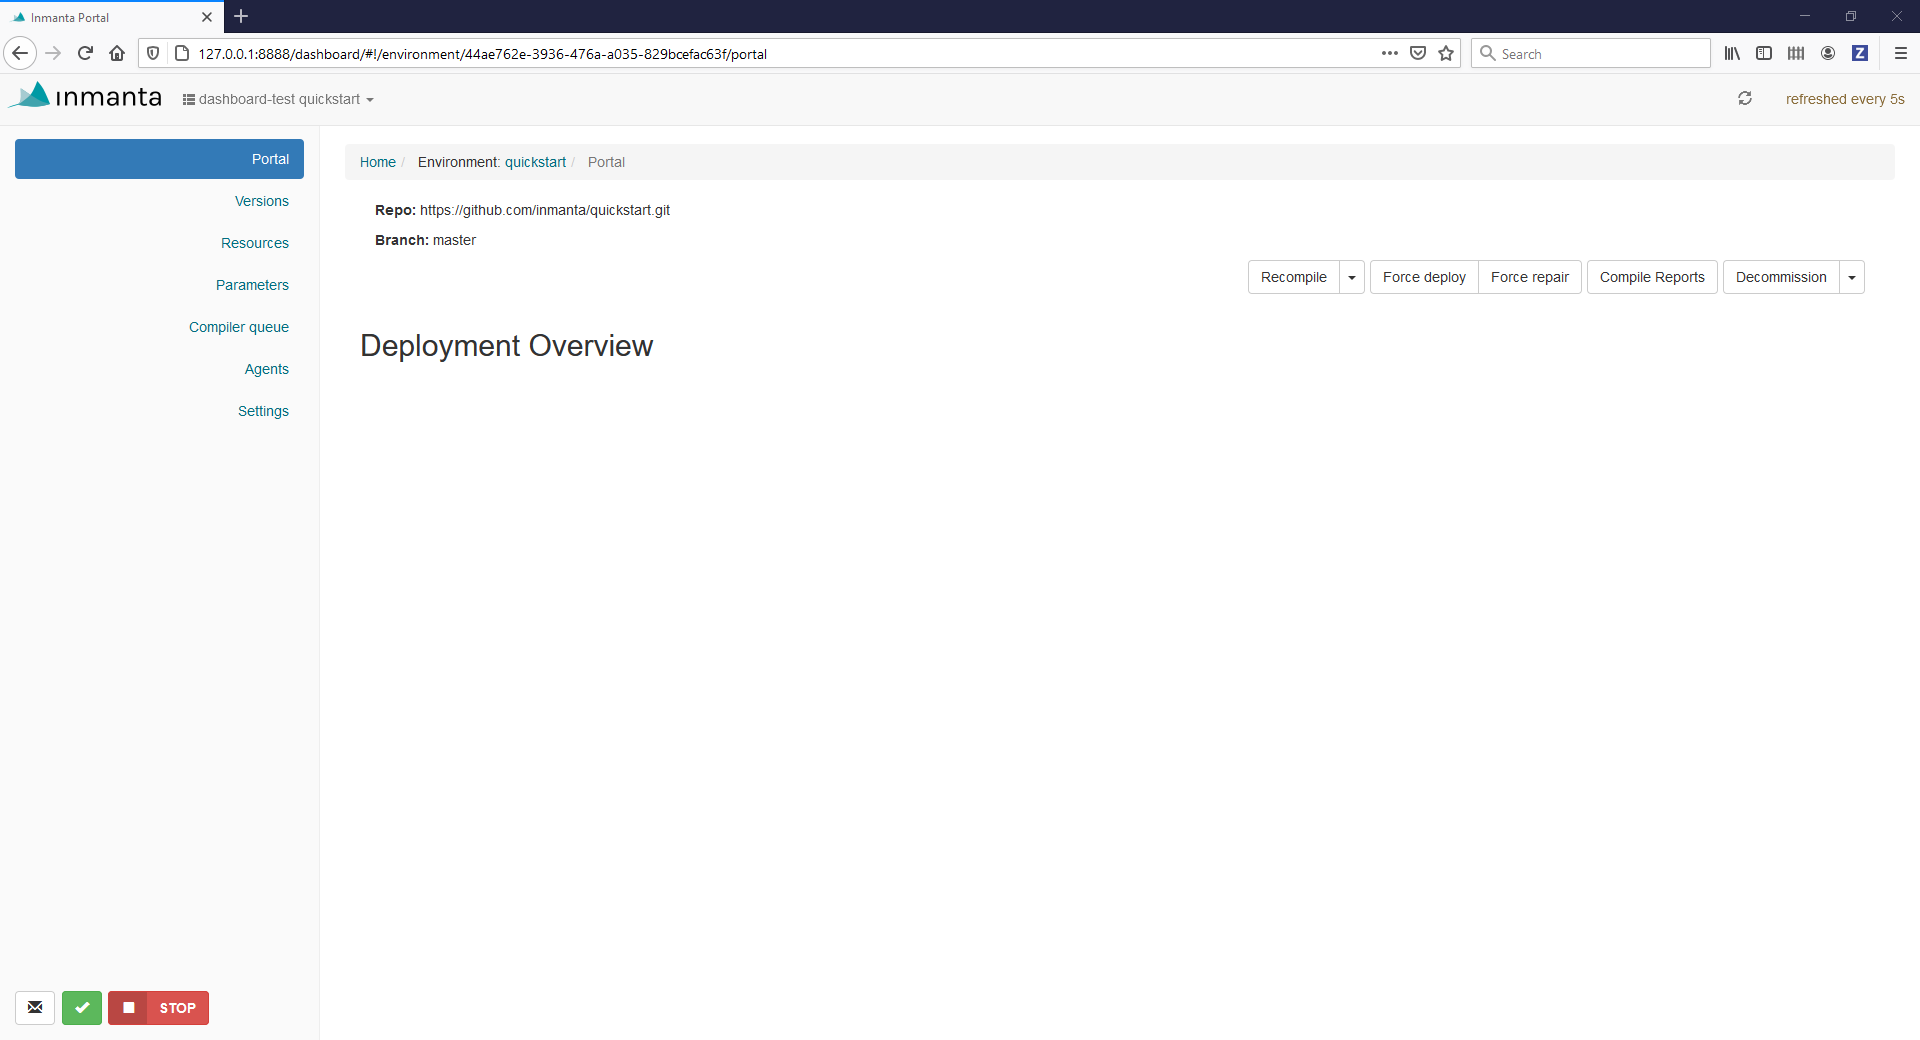 Inmanta Portal
127.0.0.1:8888/dashboard/#!/environment/44ae762e-3936-476a-a035-829bcefac63f/portal
Search
Z
inmanta
dashboard-test quickstart
refreshed every 5s
Portal
Versions
Resources
Parameters
Compiler queue
Agents
Settings
Home / Environment: quickstart / Portal
Repo: https://github.com/inmanta/quickstart.git
Branch: master
Recompile Force deploy Force repair Compile Reports Decommission
Deployment Overview
STOP